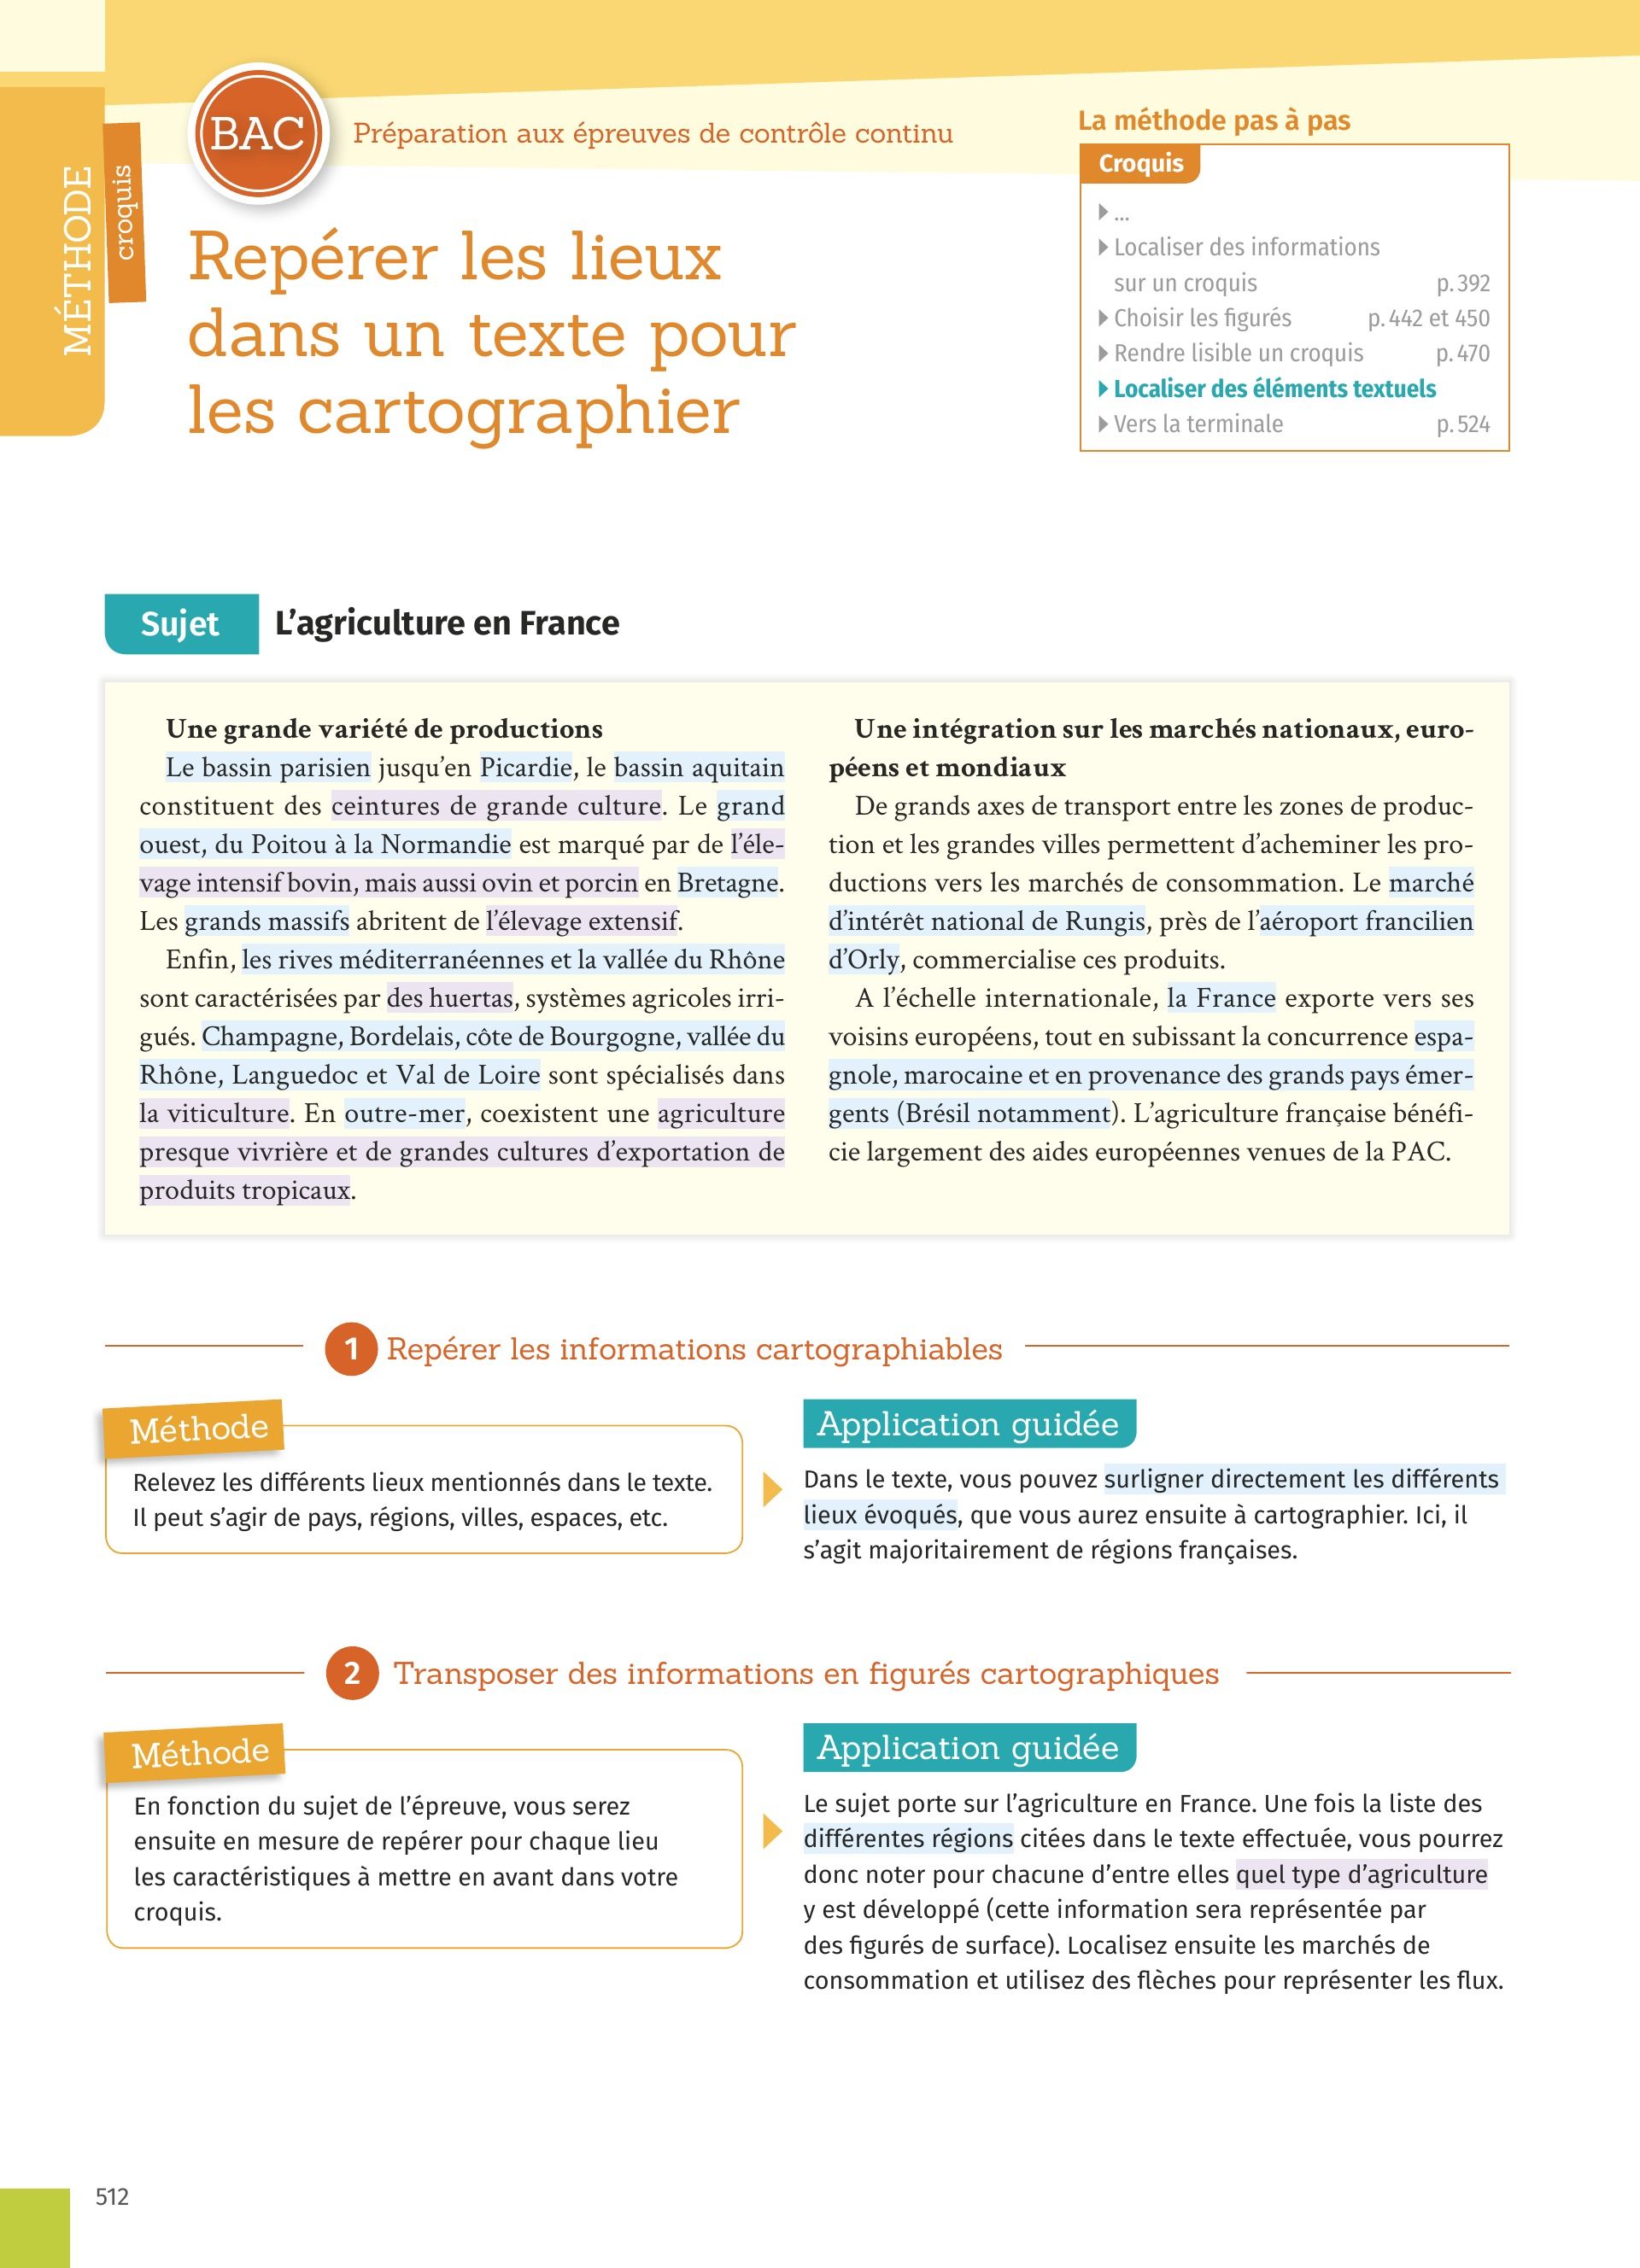 MÉTHODE
croquis
BAC
Préparation aux épreuves de contrôle continu
Repérer les lieux
dans un texte pour
les cartographier
La méthode pas à pas
Croquis
...
Localiser des informations
sur un croquis p. 392
Choisir les figurés p. 442 et 450
Rendre lisible un croquis p. 470
Localiser des éléments textuels
Vers la terminale p. 524
Sujet L'agriculture en France
Une grande variété de productions
Le bassin parisien jusqu'en Picardie, le bassin aquitain
constituent des ceintures de grande culture. Le grand
ouest, du Poitou à la Normandie est marqué par de l'éle-
vage intensif bovin, mais aussi ovin et porcin en Bretagne.
Les grands massifs abritent de l'élevage extensif.
Enfin, les rives méditerranéennes et la vallée du Rhône
sont caractérisées par des huertas, systèmes agricoles irri-
gués. Champagne, Bordelais, côte de Bourgogne, vallée du
Rhône, Languedoc et Val de Loire sont spécialisés dans
la viticulture. En outre-mer, coexistent une agriculture
presque vivrière et de grandes cultures d'exportation de
produits tropicaux.
Une intégration sur les marchés nationaux, euro-
péens et mondiaux
De grands axes de transport entre les zones de produc-
tion et les grandes villes permettent d'acheminer les pro-
ductions vers les marchés de consommation. Le marché
d'intérêt national de Rungis, près de l'aéroport francilien
d'Orly, commercialise ces produits.
A l'échelle internationale, la France exporte vers ses
voisins européens, tout en subissant la concurrence espa-
gnole, marocaine et en provenance des grands pays émer-
gents (Brésil notamment). L'agriculture française bénéfi-
cie largement des aides européennes venues de la PAC.
1 Repérer les informations cartographiables
Méthode
Relevez les différents lieux mentionnés dans le texte.
Il peut s'agir de pays, régions, villes, espaces, etc.
Application guidée
Dans le texte, vous pouvez surligner directement les différents
lieux évoqués, que vous aurez ensuite à cartographier. Ici, il
s'agit majoritairement de régions françaises.
2 Transposer des informations en figurés cartographiques
Méthode
En fonction du sujet de l'épreuve, vous serez
ensuite en mesure de repérer pour chaque lieu
les caractéristiques à mettre en avant dans votre
croquis.
Application guidée
Le sujet porte sur l'agriculture en France. Une fois la liste des
différentes régions citées dans le texte effectuée, vous pourrez
donc noter pour chacune d'entre elles quel type d'agriculture
y est développé (cette information sera représentée par
des figurés de surface). Localisez ensuite les marchés de
consommation et utilisez des flèches pour représenter les flux.
512